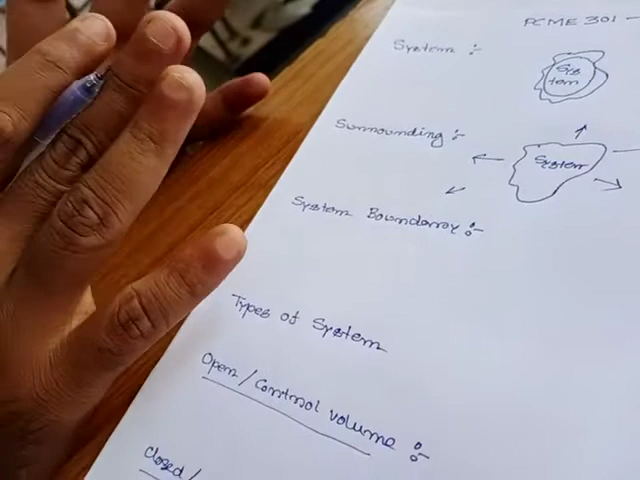 PCME 301 -
System :-
Sys
tem
Surrounding :-
System
System Boundarry :-
Types of System
Open / Control volume :-
Closed /